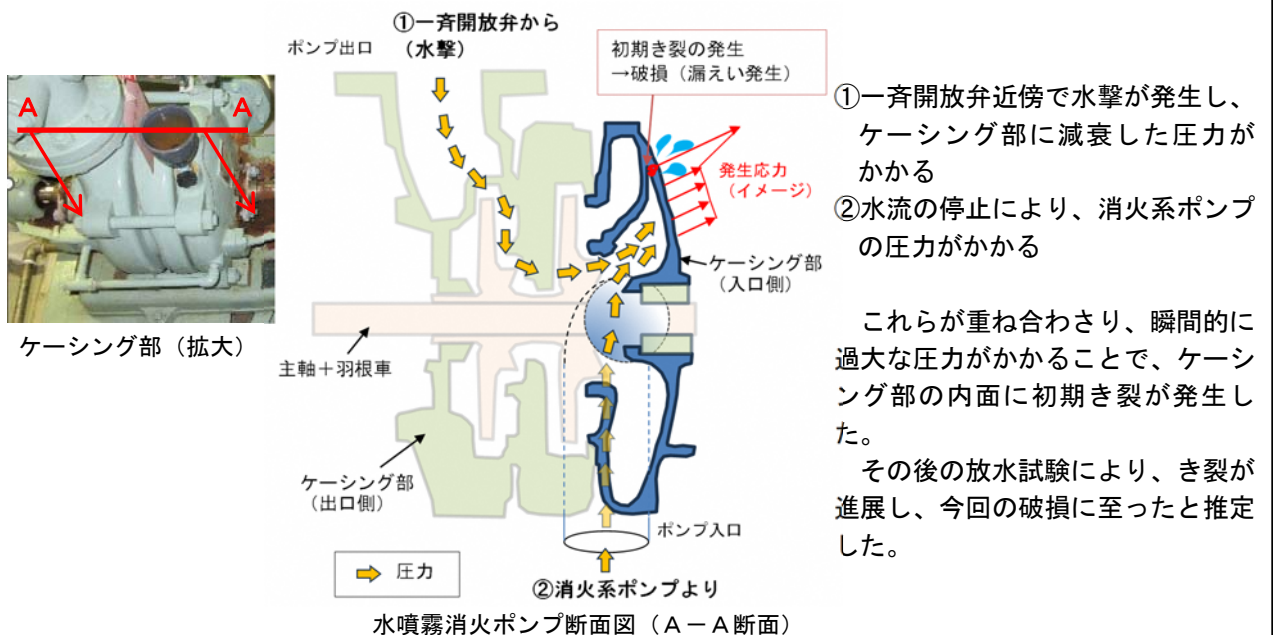 ①一斉開放弁から
（水撃）
ポンプ出口
初期き裂の発生
→破損（漏えい発生）
A
A
発生応力
（イメージ）
ケーシング部
（入口側）
ケーシング部（拡大）
主軸＋羽根車
ケーシング部
（出口側）
ポンプ入口
圧力
②消火系ポンプより
水噴霧消火ポンプ断面図（A－A断面）
①一斉開放弁近傍で水撃が発生し、
ケーシング部に減衰した圧力が
かかる
②水流の停止により、消火系ポンプ
の圧力がかかる
これらが重ね合わさり、瞬間的に
過大な圧力がかかることで、ケーシ
ング部の内面に初期き裂が発生し
た。
その後の放水試験により、き裂が
進展し、今回の破損に至ったと推定
した。